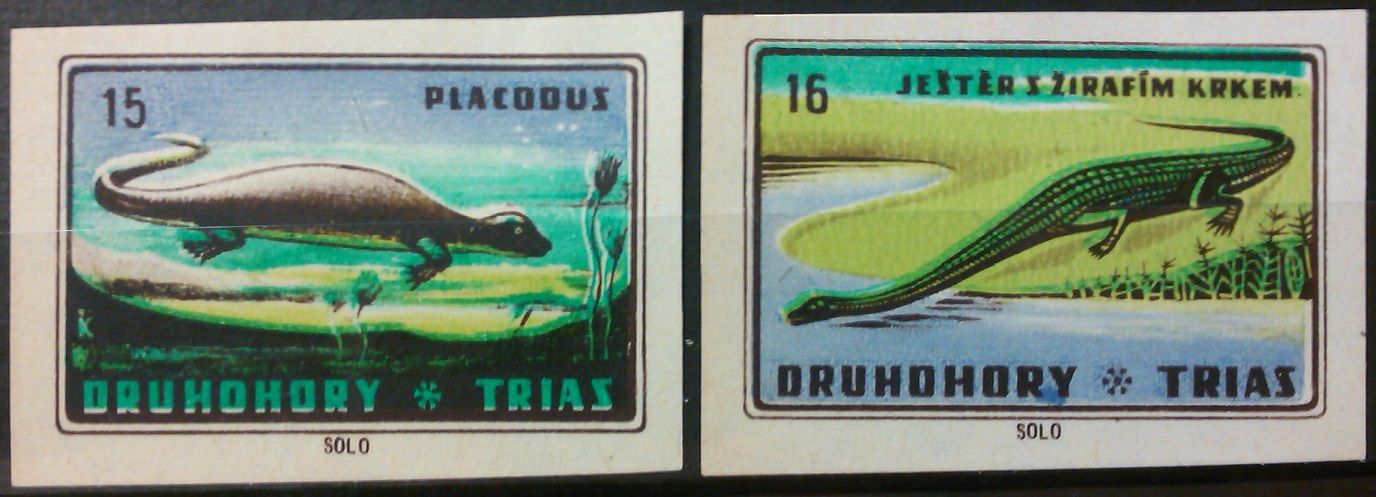 15 PLACODUS
K
DRUHOHORY * TRIAS
SOLO
16 JEŠTĚR S ŽIRAFÍM KRKEM
DRUHOHORY * TRIAS
SOLO